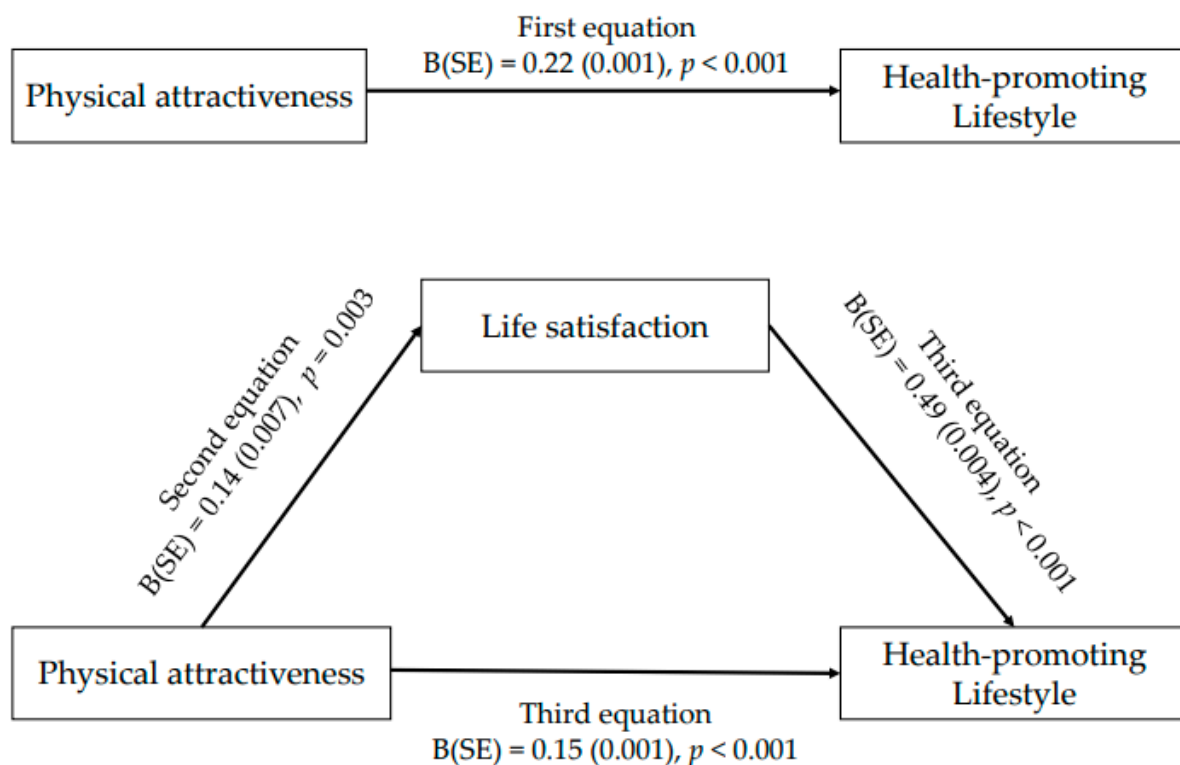 First equation
B(SE) = 0.22 (0.001), p < 0.001
Physical attractiveness
Health-promoting
Lifestyle
Life satisfaction
Second equation
B(SE) = 0.14 (0.007), p = 0.003
Third equation
B(SE) = 0.49 (0.004), p < 0.001
Physical attractiveness
Health-promoting
Lifestyle
Third equation
B(SE) = 0.15 (0.001), p < 0.001